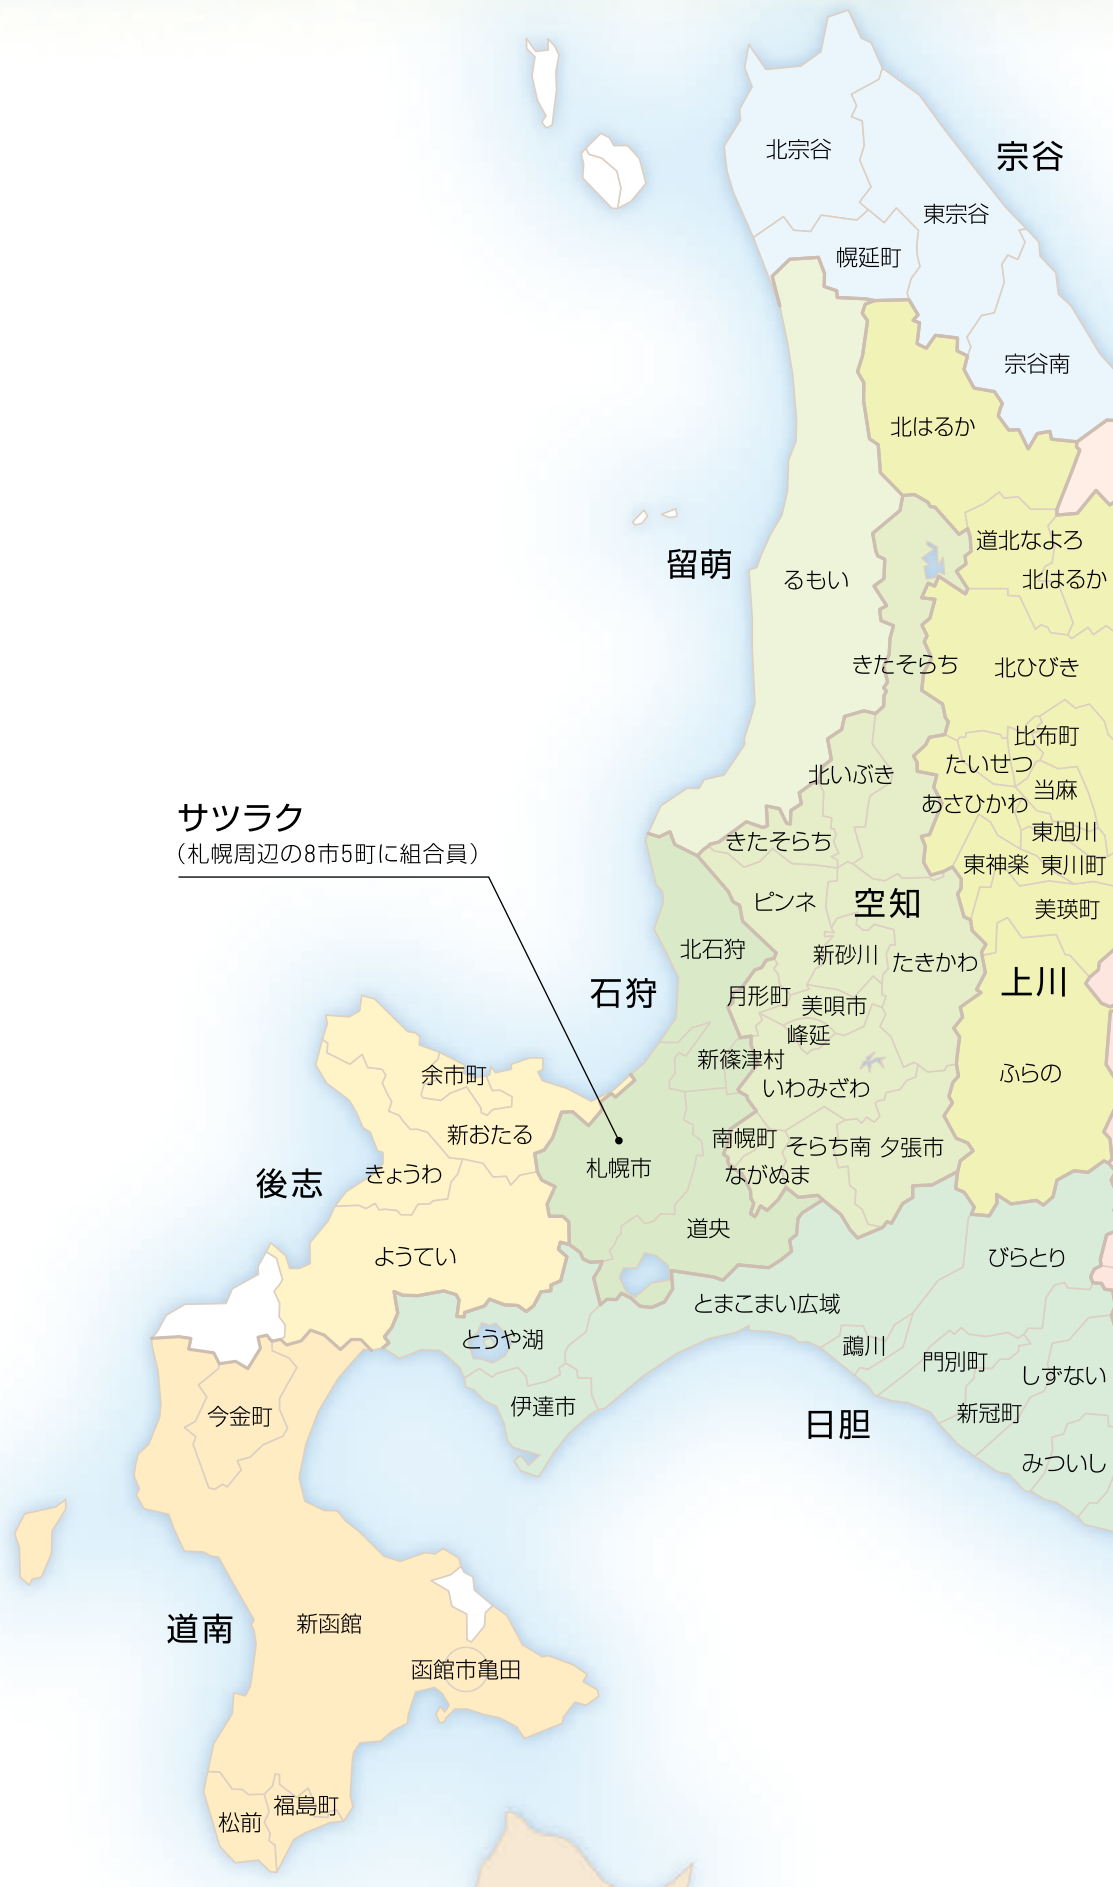 宗谷
北宗谷
東宗谷
幌延町
宗谷南
北はるか
留萌
るもい
道北なよろ
北はるか
きたそらち
北ひびき
比布町
たいせつ
北いぶき
当麻
あさひかわ
サツラク
（札幌周辺の8市5町に組合員）
東旭川
きたそらち
東神楽
東川町
ピンネ
空知
美瑛町
北石狩
新砂川
たきかわ
上川
石狩
月形町
美唄市
峰延
新篠津村
いわみざわ
ふらの
余市町
新おたる
南幌町
そらち南
夕張市
札幌市
ながぬま
きょうわ
後志
道央
ようてい
びらとり
とまこまい広域
とうや湖
鵡川
門別町
しずない
伊達市
新冠町
日胆
今金町
みついし
道南
新函館
函館市亀田
福島町
松前